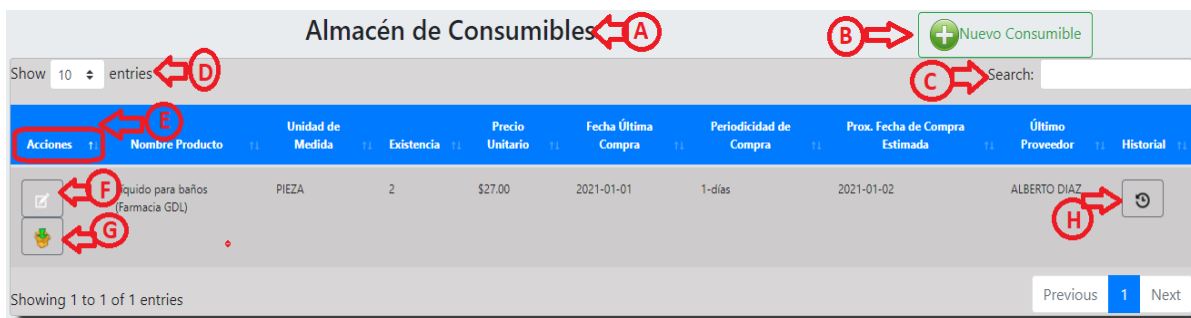 Almacén de Consumibles A
B Nuevo Consumible
Show 10 entries D
C Search:
E
Acciones Nombre Producto Unidad de Medida Existencia Precio Unitario Fecha Última Compra Periodicidad de Compra Prox. Fecha de Compra Estimada Último Proveedor Historial
F líquido para baños PIEZA 2 $27.00 2021-01-01 1-días 2021-01-02 ALBERTO DIAZ
(Farmacia GDL)
G H
Showing 1 to 1 of 1 entries Previous 1 Next